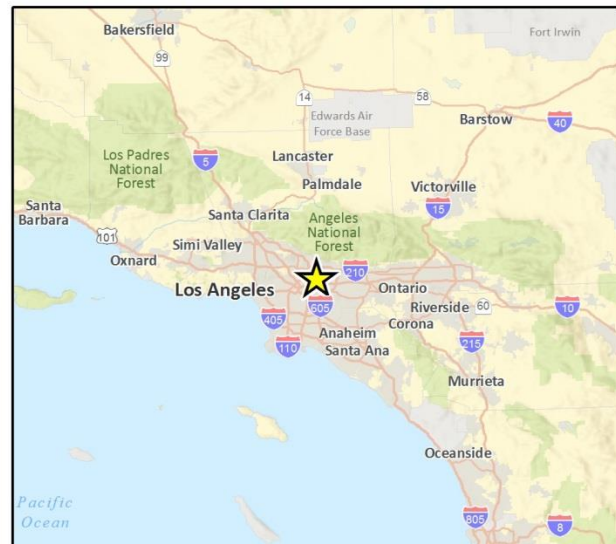 Bakersfield
Fort Irwin
99
14
58
Edwards Air
Force Base
Barstow
40
Los Padres
National
Forest
5
Lancaster
Palmdale
Victorville
15
Santa
Barbara
101
Santa Clarita
Angeles
National
Forest
Simi Valley
Oxnard
210
Los Angeles
Ontario
605
Riverside
60
10
405
Anaheim
Corona
110
Santa Ana
215
Murrieta
Oceanside
Pacific
Ocean
805
8